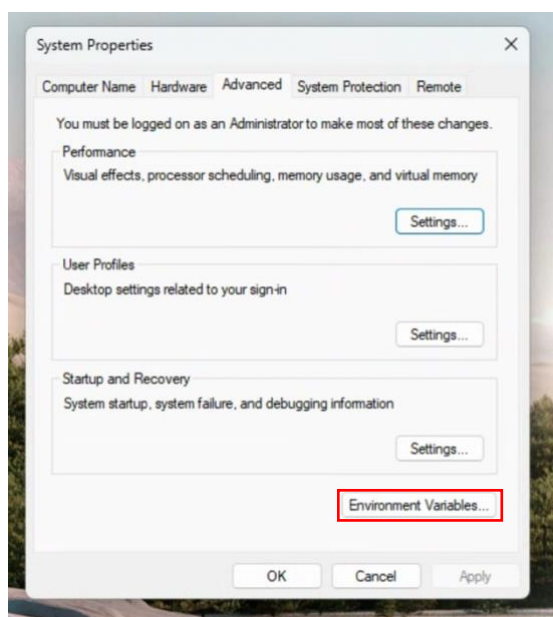 System Properties
Computer Name Hardware Advanced System Protection Remote
You must be logged on as an Administrator to make most of these changes.
Performance
Visual effects, processor scheduling, memory usage, and virtual memory
Settings...
User Profiles
Desktop settings related to your sign-in
Settings...
Startup and Recovery
System startup, system failure, and debugging information
Settings...
Environment Variables...
OK Cancel Apply